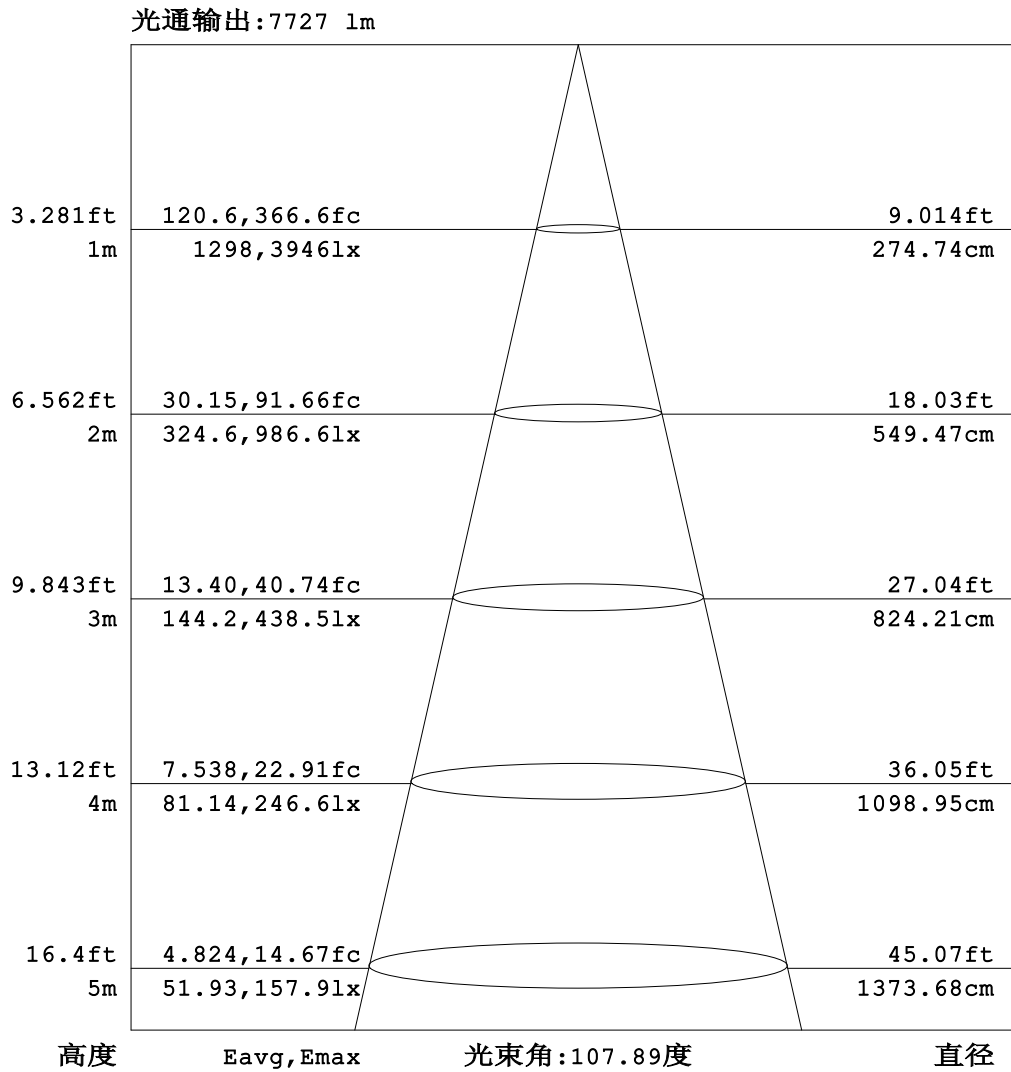 光通输出:7727 lm
3.281ft 120.6,366.6fc 9.014ft
1m 1298,3946lx 274.74cm
6.562ft 30.15,91.66fc 18.03ft
2m 324.6,986.6lx 549.47cm
9.843ft 13.40,40.74fc 27.04ft
3m 144.2,438.5lx 824.21cm
13.12ft 7.538,22.91fc 36.05ft
4m 81.14,246.6lx 1098.95cm
16.4ft 4.824,14.67fc 45.07ft
5m 51.93,157.9lx 1373.68cm
高度 Eavg,Emax 光束角:107.89度 直径